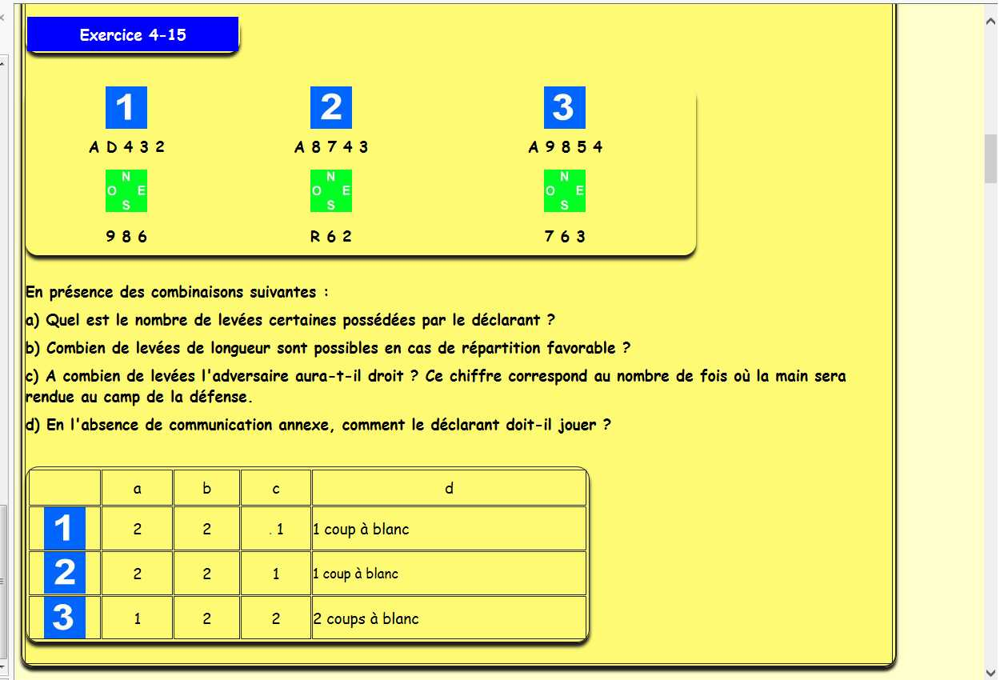 Exercice 4-15
1 2 3
A D 4 3 2 A 8 7 4 3 A 9 8 5 4
N N N
O E O E O E
S S S
9 8 6 R 6 2 7 6 3
En présence des combinaisons suivantes :
a) Quel est le nombre de levées certaines possédées par le déclarant ?
b) Combien de levées de longueur sont possibles en cas de répartition favorable ?
c) A combien de levées l'adversaire aura-t-il droit ? Ce chiffre correspond au nombre de fois où la main sera
rendue au camp de la défense.
d) En l'absence de communication annexe, comment le déclarant doit-il jouer ?
a b c d
1 2 2 . 1 1 coup à blanc
2 2 2 1 1 coup à blanc
3 1 2 2 2 coups à blanc